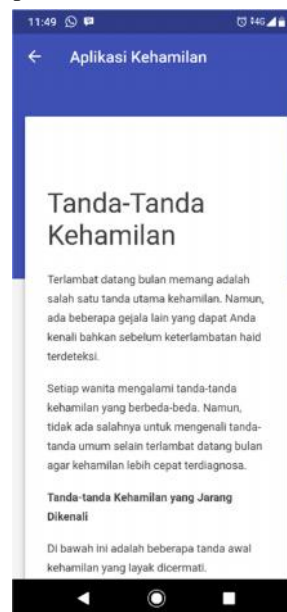 11:49 4G
Aplikasi Kehamilan
Tanda-Tanda
Kehamilan
Terlambat datang bulan memang adalah
salah satu tanda utama kehamilan. Namun,
ada beberapa gejala lain yang dapat Anda
kenali bahkan sebelum keterlambatan haid
terdeteksi.
Setiap wanita mengalami tanda-tanda
kehamilan yang berbeda-beda. Namun,
tidak ada salahnya untuk mengenali tanda-
tanda umum selain terlambat datang bulan
agar kehamilan lebih cepat terdiagnosa.
Tanda-tanda Kehamilan yang Jarang
Dikenali
Di bawah ini adalah beberapa tanda awal
kehamilan yang layak dicermati.